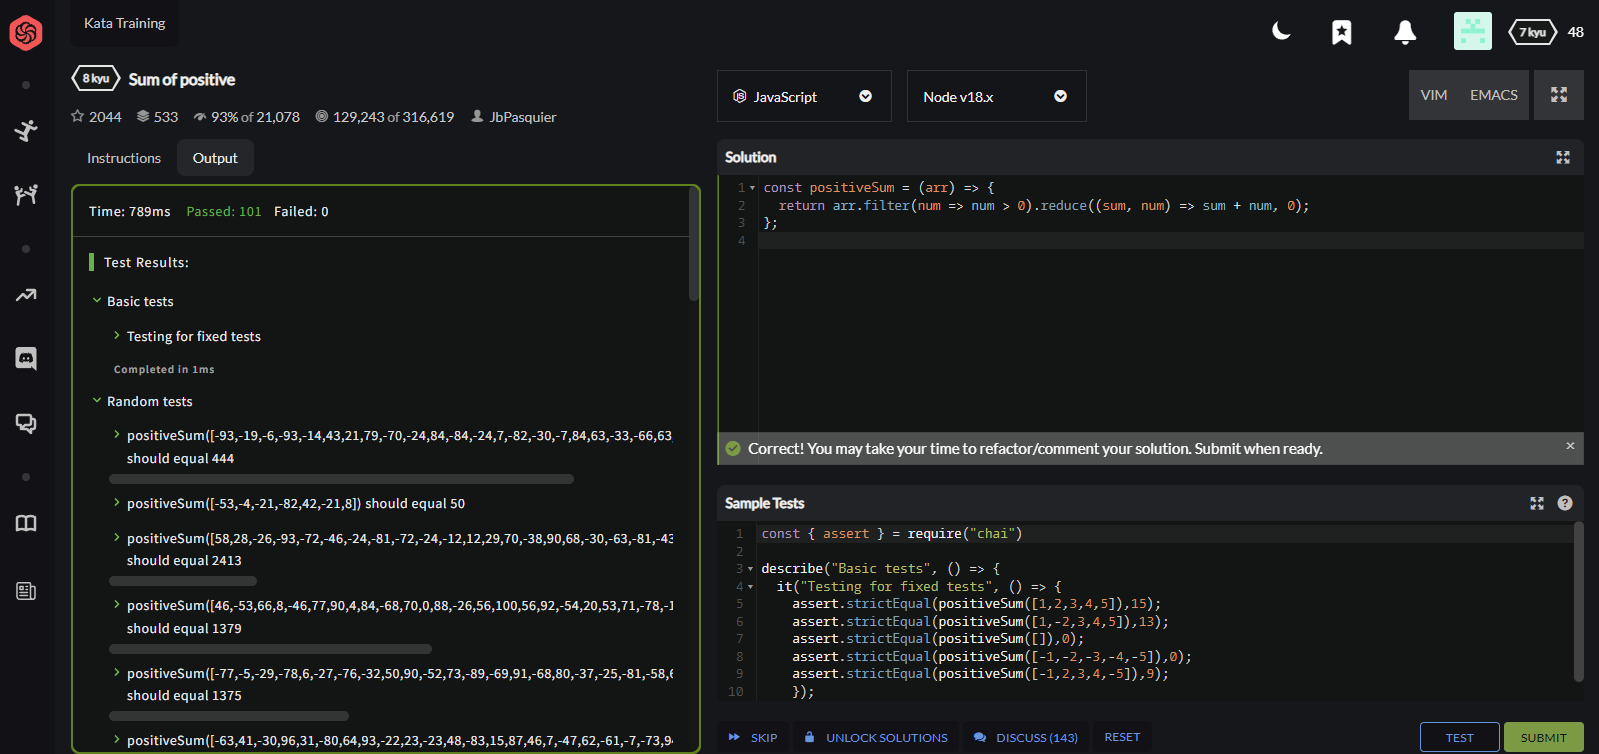 Kata Training
7 kyu
48
8 kyu
Sum of positive
2044
533
93% of 21,078
129,243 of 316,619
JbPasquier
Instructions
Output
Time: 789ms Passed: 101 Failed: 0
Test Results:
Basic tests
Testing for fixed tests
Completed in 1ms
Random tests
positiveSum([-93,-19,-6,-93,-14,43,21,79,-70,-24,84,-84,-24,7,-82,-30,-7,84,63,-33,-66,63,
should equal 444
positiveSum([-53,-4,-21,-82,42,-21,8]) should equal 50
positiveSum([58,28,-26,-93,-72,-46,-24,-81,-72,-24,-12,12,29,70,-38,90,68,-30,-63,-81,-43
should equal 2413
positiveSum([46,-53,66,8,-46,77,90,4,84,-68,70,0,88,-26,56,100,56,92,-54,20,53,71,-78,-1
should equal 1379
positiveSum([-77,-5,-29,-78,6,-27,-76,-32,50,90,-52,73,-89,-69,91,-68,80,-37,-25,-81,-58,6
should equal 1375
positiveSum([-63,41,-30,96,31,-80,64,93,-22,23,-23,48,-83,15,87,46,7,-47,62,-61,-7,-73,94
JavaScript
Node v18.x
VIM
EMACS
Solution
1 const positiveSum = (arr) => {
2 return arr.filter(num => num > 0).reduce((sum, num) => sum + num, 0);
3 };
4
Correct! You may take your time to refactor/comment your solution. Submit when ready.
Sample Tests
1 const { assert } = require("chai")
2
3 describe("Basic tests", () => {
4 it("Testing for fixed tests", () => {
5 assert.strictEqual(positiveSum([1,2,3,4,5]),15);
6 assert.strictEqual(positiveSum([1,-2,3,4,5]),13);
7 assert.strictEqual(positiveSum([]),0);
8 assert.strictEqual(positiveSum([-1,-2,-3,-4,-5]),0);
9 assert.strictEqual(positiveSum([-1,2,3,4,-5]),9);
10 });
SKIP
UNLOCK SOLUTIONS
DISCUSS (143)
RESET
TEST
SUBMIT